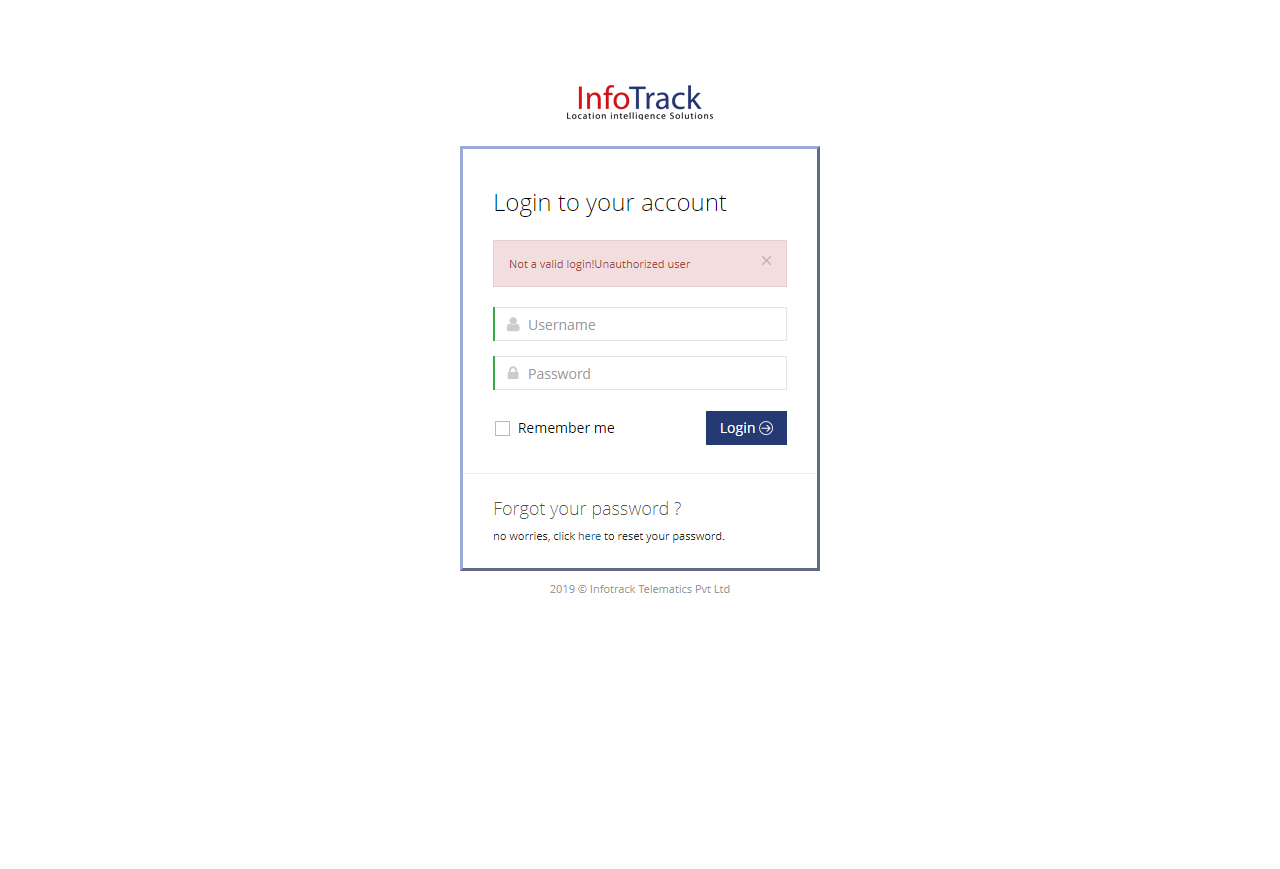 InfoTrack
Location intelligence Solutions
Login to your account
Not a valid login!Unauthorized user
Username
Password
Remember me
Login
Forgot your password ?
no worries, click here to reset your password.
2019 © Infotrack Telematics Pvt Ltd